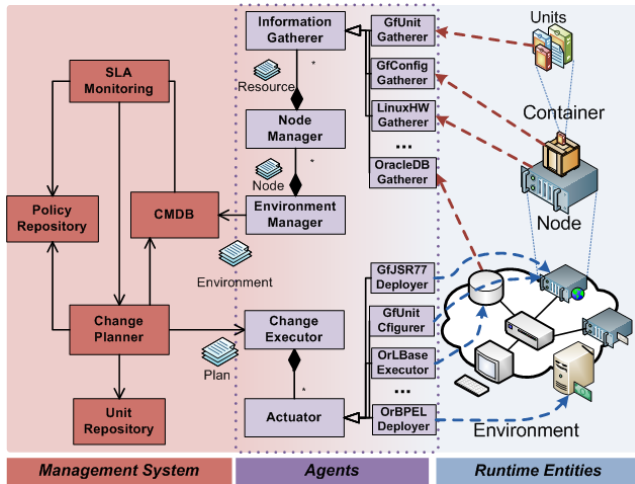 SLA
Monitoring
Policy
Repository
CMDB
Change
Planner
Unit
Repository
Information
Gatherer
*
Resource
Node
Manager
*
Node
Environment
Manager
Environment
Change
Executor
Plan
*
Actuator
GfUnit
Gatherer
GfConfig
Gatherer
LinuxHW
Gatherer
...
OracleDB
Gatherer
GfJSR77
Deployer
GfUnit
Cfigurer
OrLBase
Executor
...
OrBPEL
Deployer
Units
Container
Node
Environment
Management System
Agents
Runtime Entities